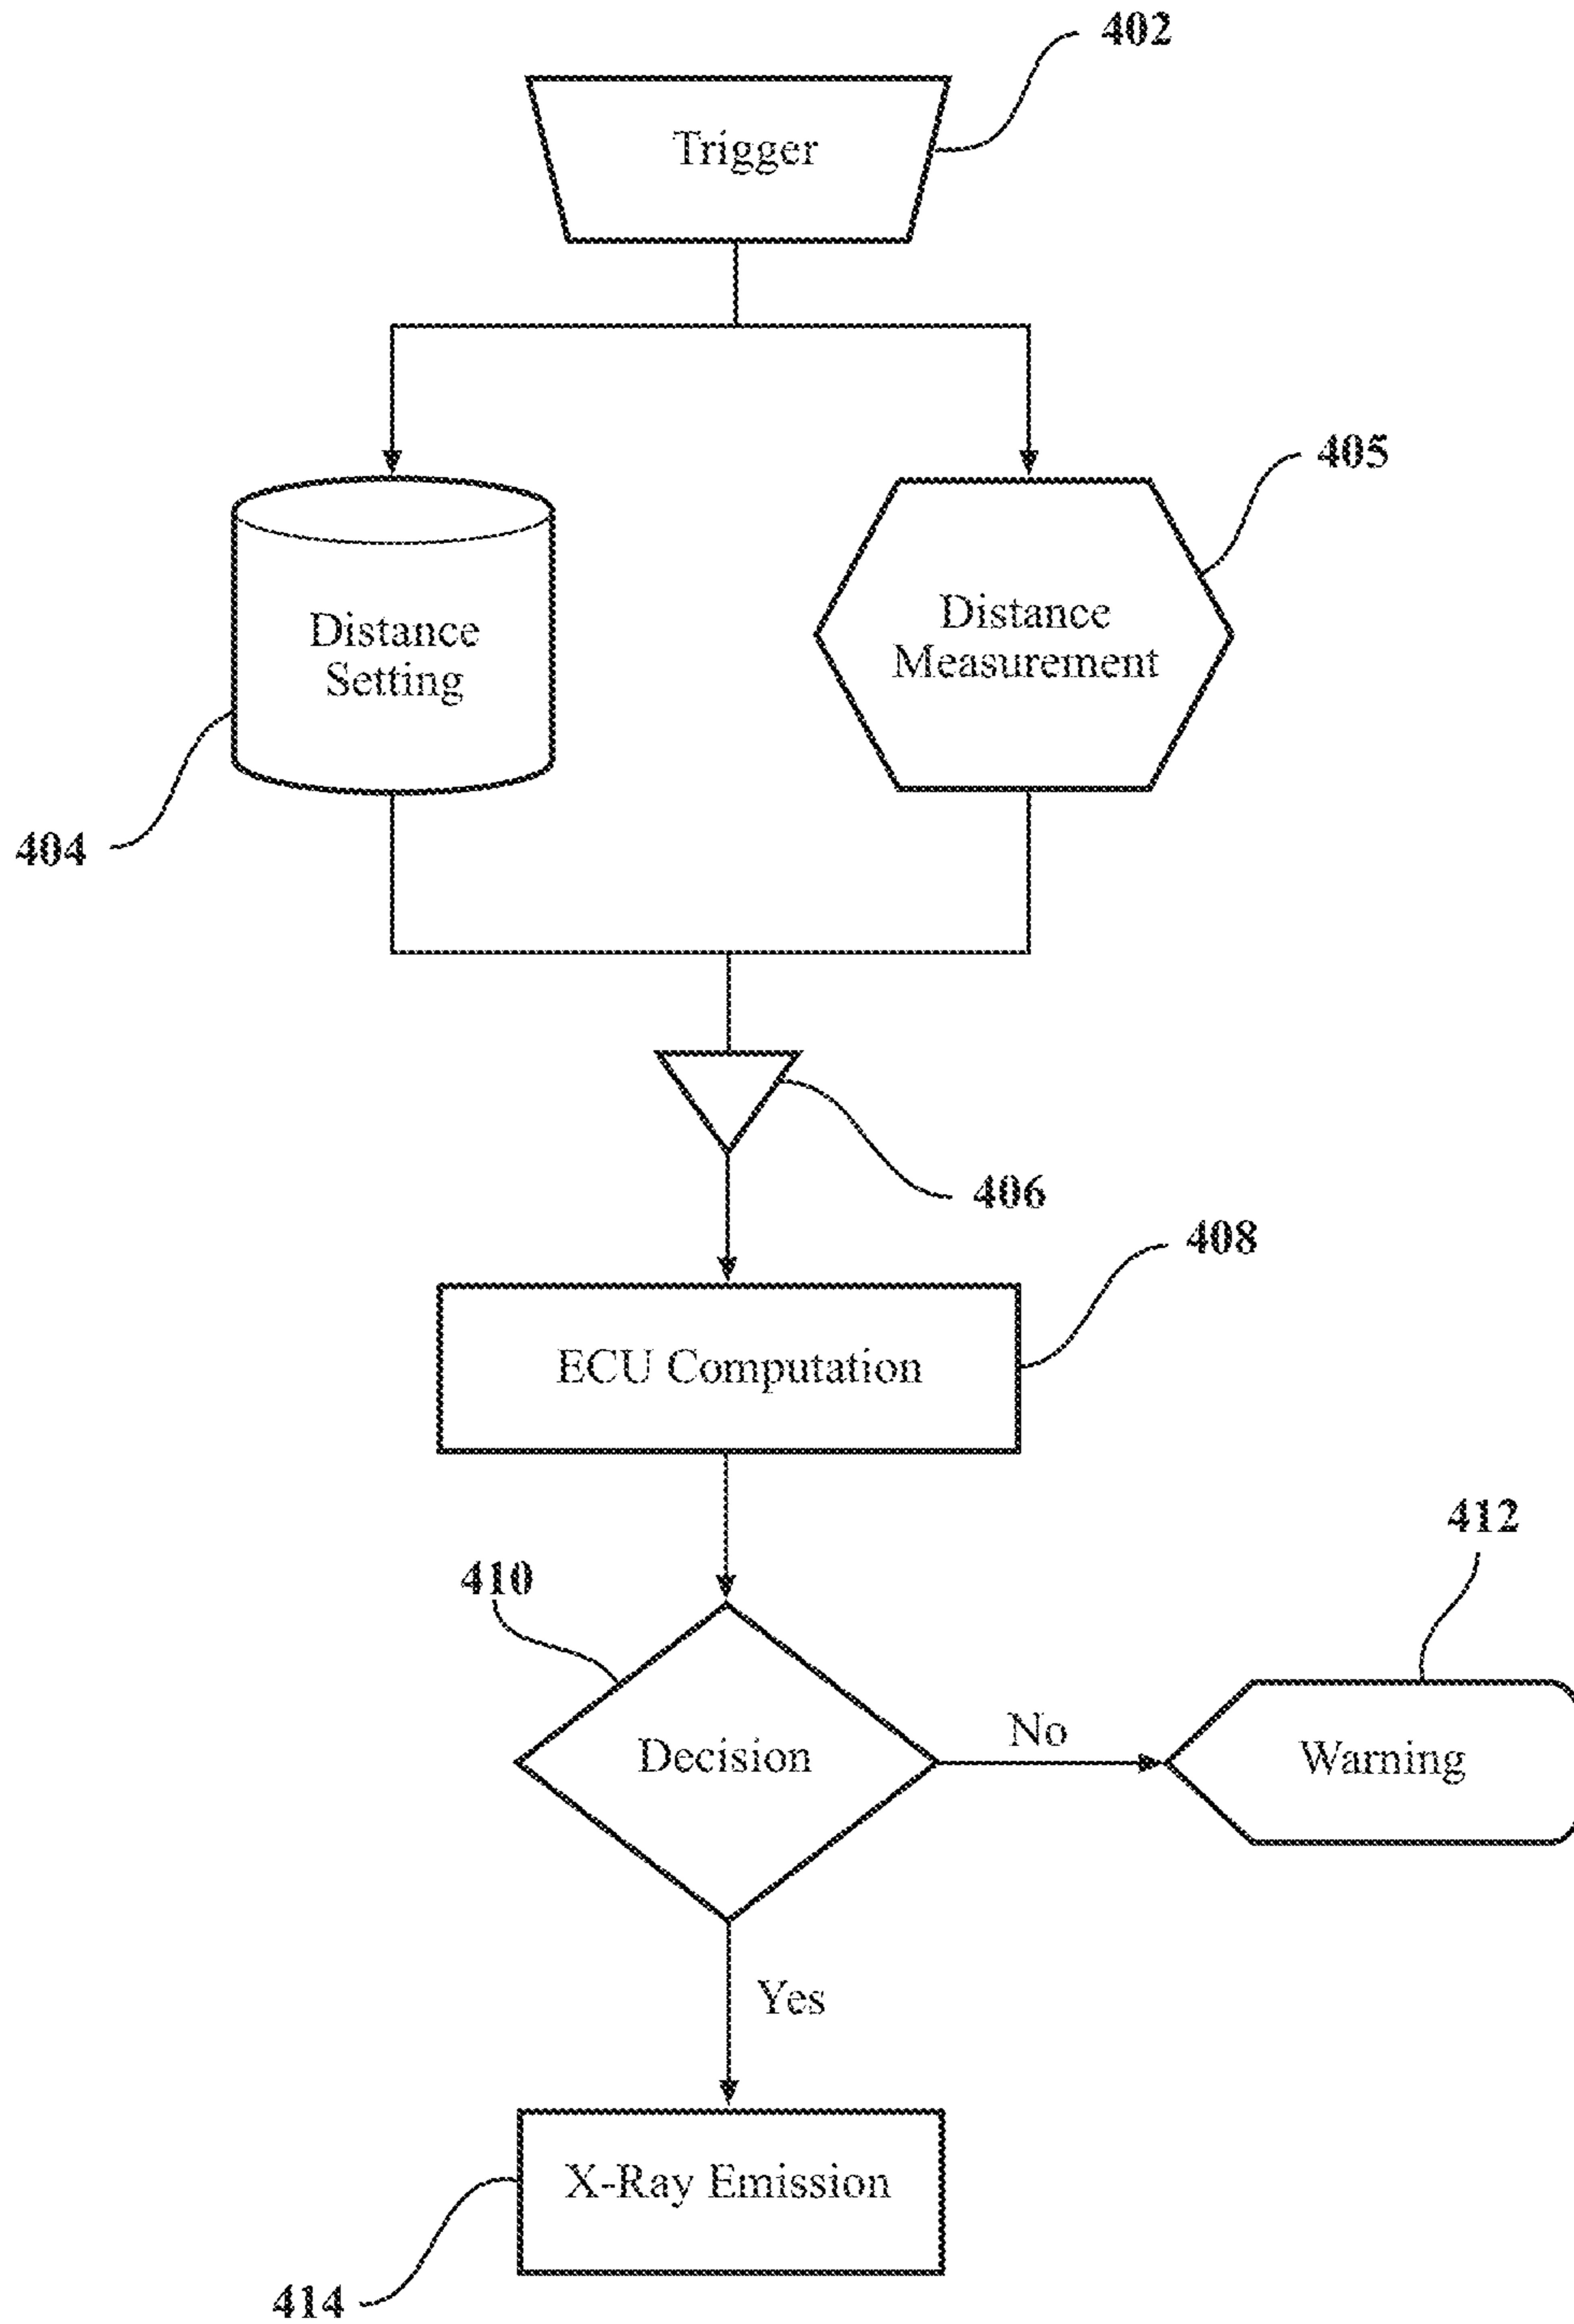 402
Trigger
405
Distance
Setting
Distance
Measurement
404
406
408
ECU Computation
412
410
Decision
No
Warning
Yes
X-Ray Emission
414